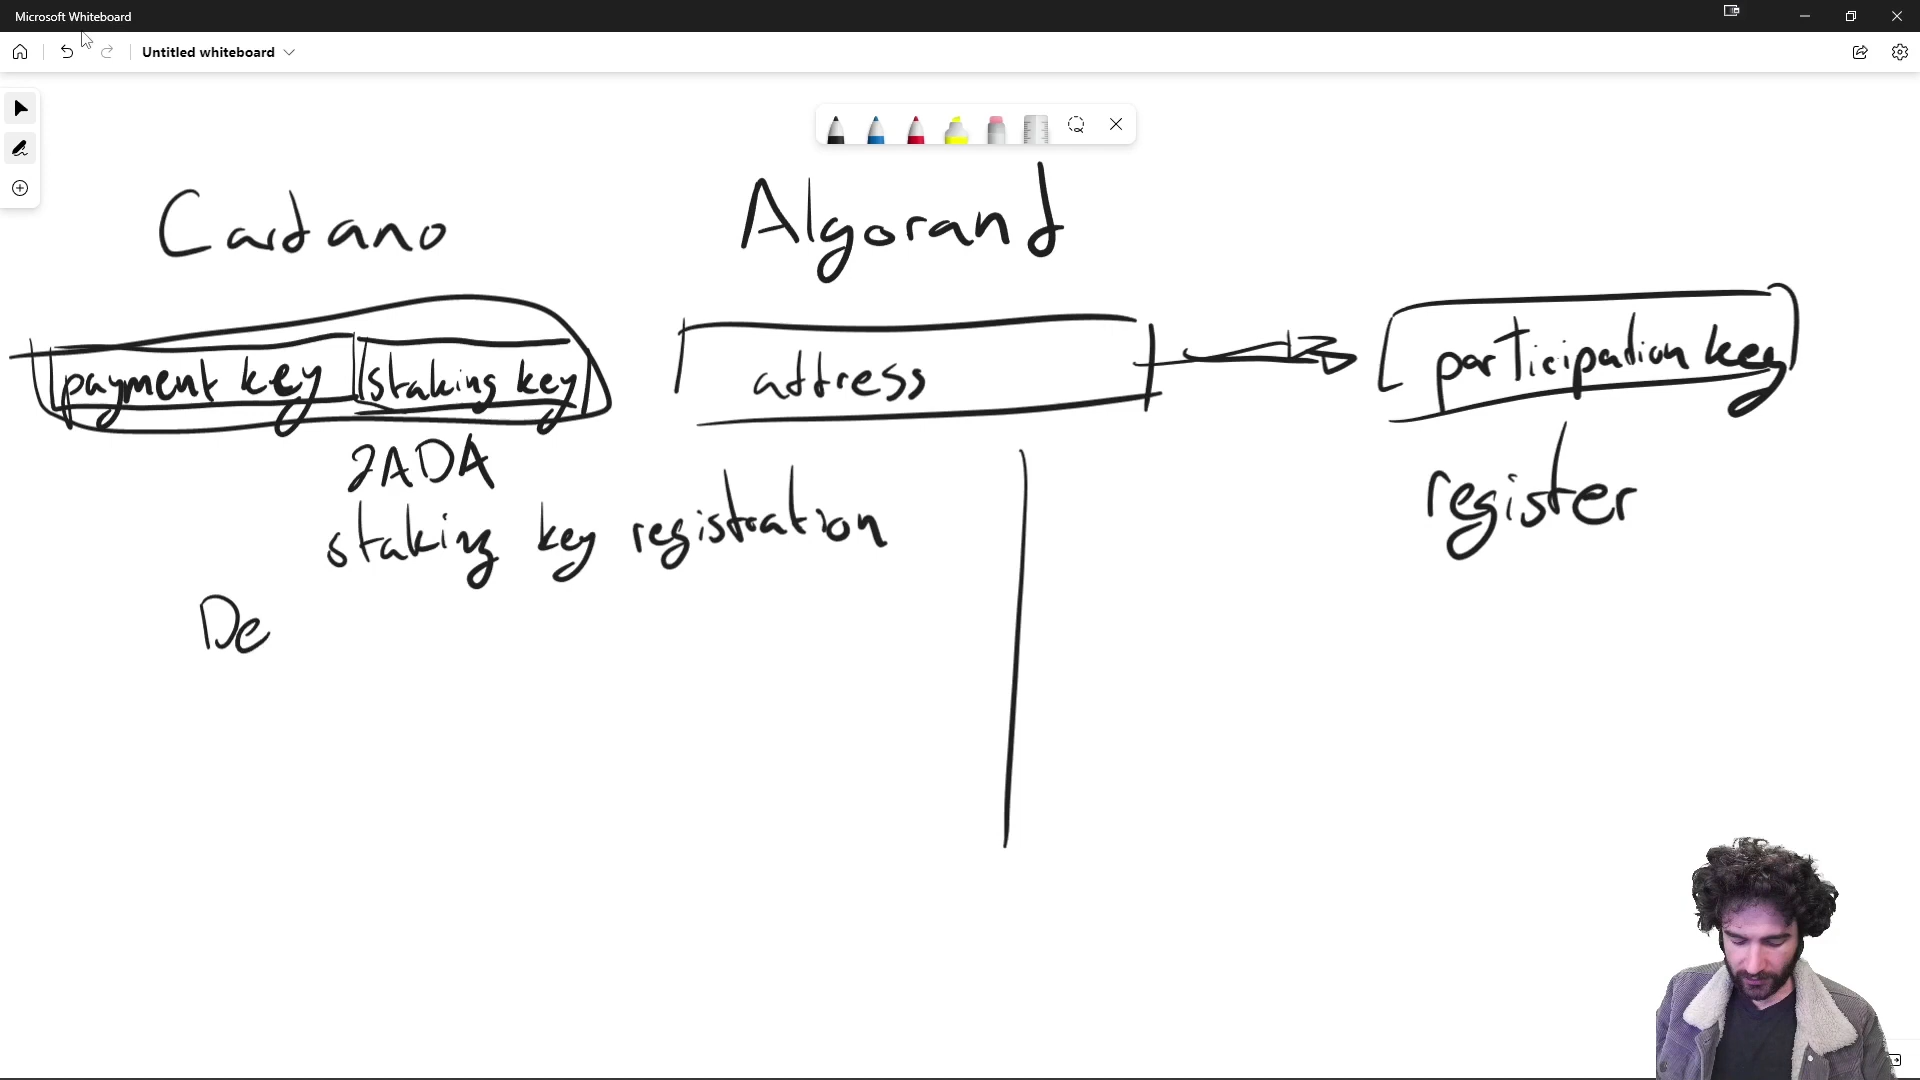 Microsoft Whiteboard
Untitled whiteboard
Cardano
Algorand
payment key staking key
address
participation key
2ADA
staking key registration
register
De